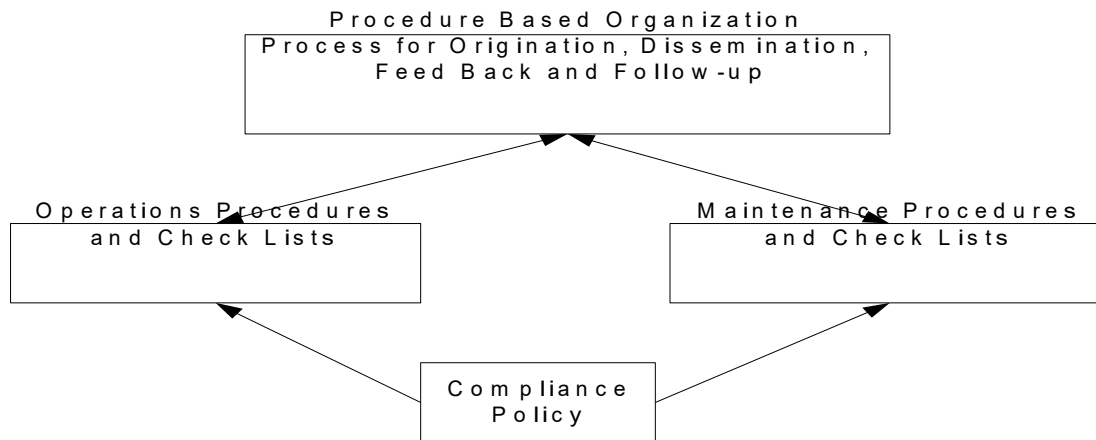 Procedure Based Organization
Process for Origination, Dissemination,
Feed Back and Follow-up
Operations Procedures
and Check Lists
Maintenance Procedures
and Check Lists
Compliance
Policy